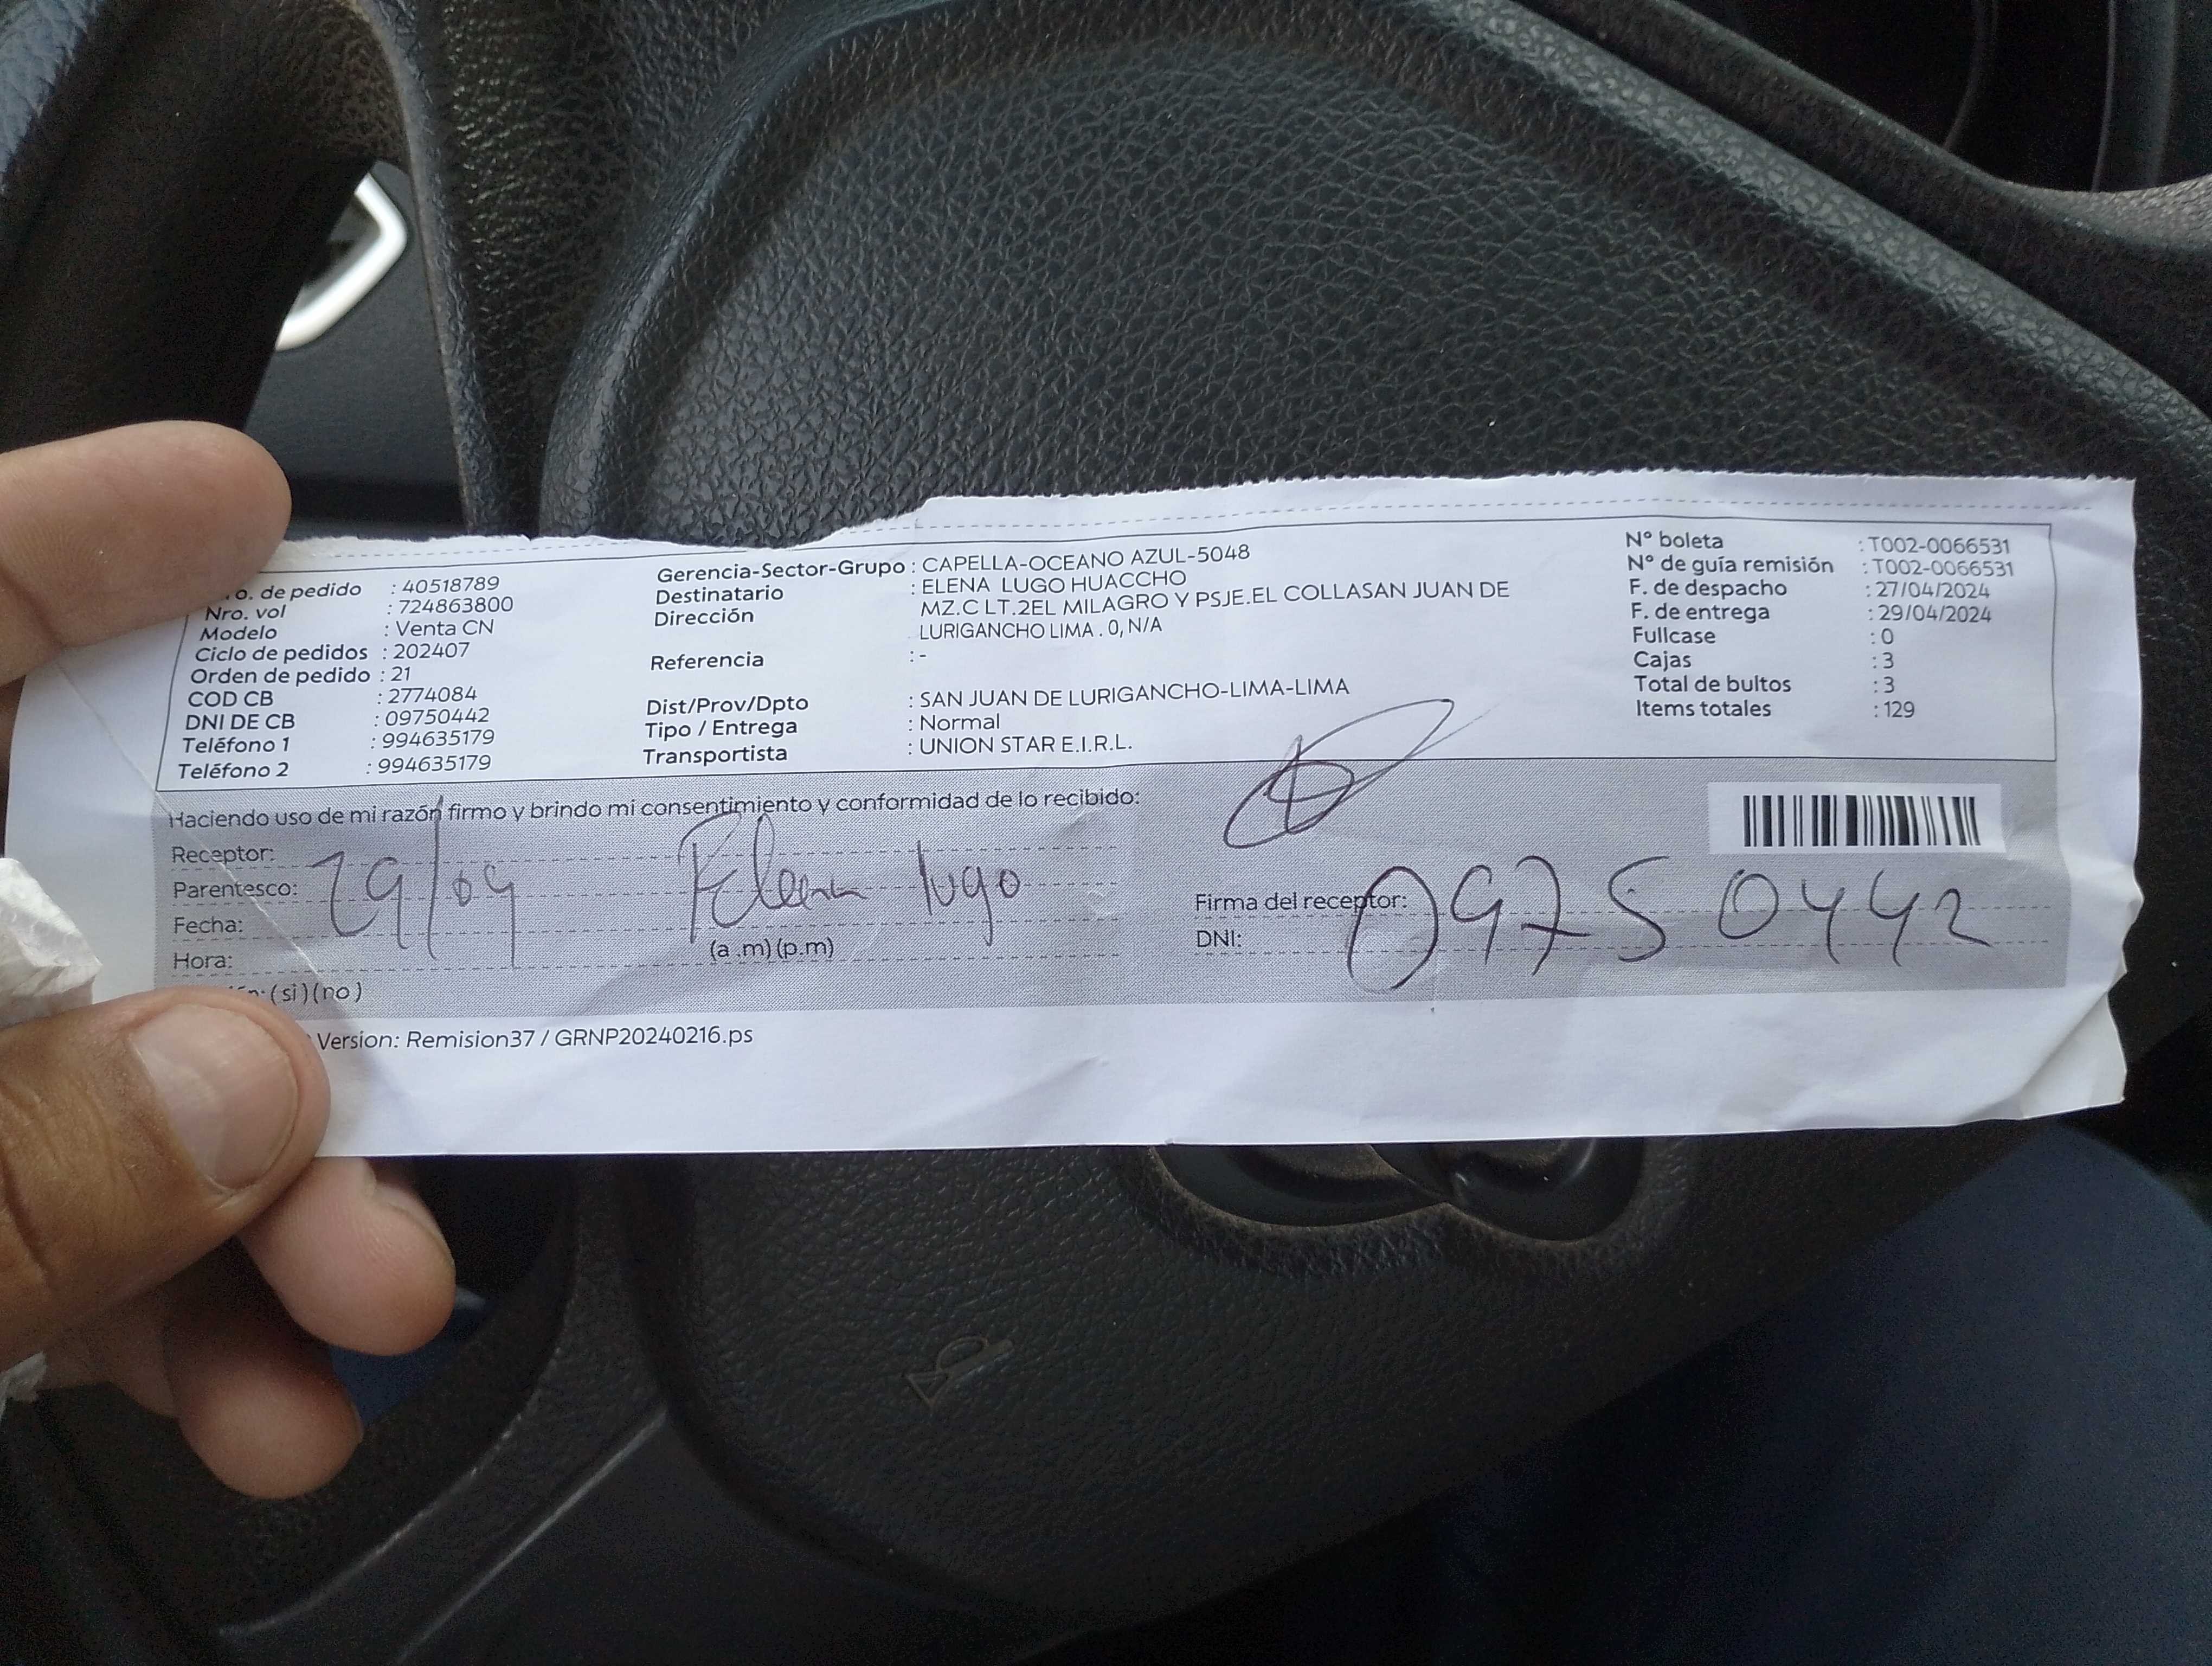 o. de pedido : 40518789
Nro. vol : 724863800
Modelo : Venta CN
Ciclo de pedidos : 202407
Orden de pedido : 21
COD CB : 2774084
DNI DE CB : 09750442
Teléfono 1 : 994635179
Teléfono 2 : 994635179
Gerencia-Sector-Grupo : CAPELLA-OCEANO AZUL-5048
Destinatario : ELENA LUGO HUACCHO
Dirección MZ.C LT.2EL MILAGRO Y PSJE.EL COLLASAN JUAN DE
LURIGANCHO LIMA . 0, N/A
Referencia : -
Dist/Prov/Dpto : SAN JUAN DE LURIGANCHO-LIMA-LIMA
Tipo / Entrega : Normal
Transportista : UNION STAR E.I.R.L.
N° boleta : T002-0066531
N° de guía remisión : T002-0066531
F. de despacho : 27/04/2024
F. de entrega : 29/04/2024
Fullcase : 0
Cajas : 3
Total de bultos : 3
Items totales : 129
Haciendo uso de mi razón firmo y brindo mi consentimiento y conformidad de lo recibido:
Receptor:
Parentesco: 29/04 Elena lugo
Fecha:
Hora: (a .m) (p.m)
(si) (no)
Firma del receptor: 09750442
DNI:
Version: Remision37 / GRNP20240216.ps